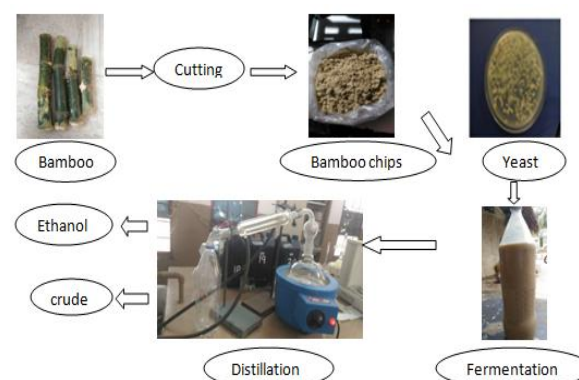 Cutting
Bamboo
Bamboo chips
Yeast
Ethanol
crude
Distillation
Fermentation